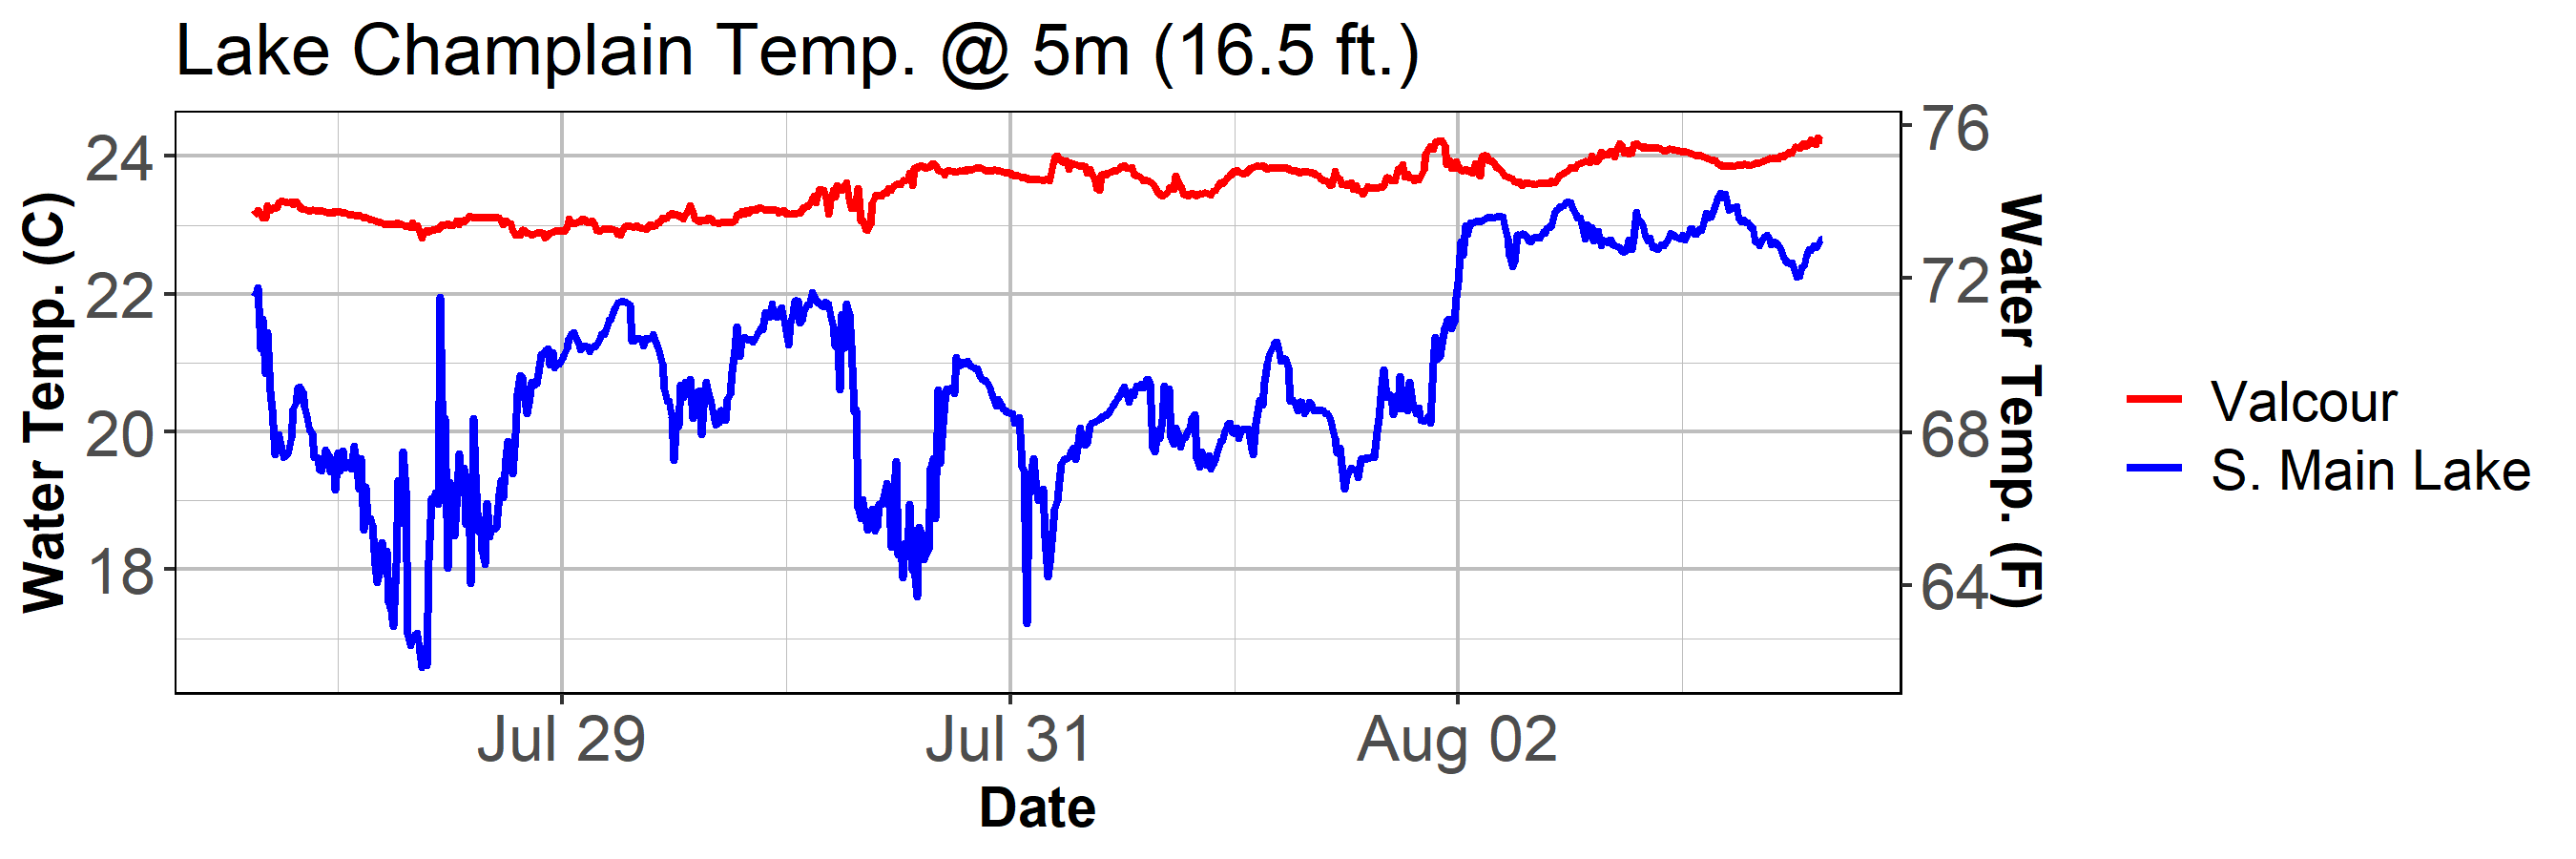 Lake Champlain Temp. @ 5m (16.5 ft.)
Water Temp. (C)
24
22
20
18
76
72
68
64
Water Temp. (F)
Jul 29
Jul 31
Aug 02
Date
Valcour
S. Main Lake